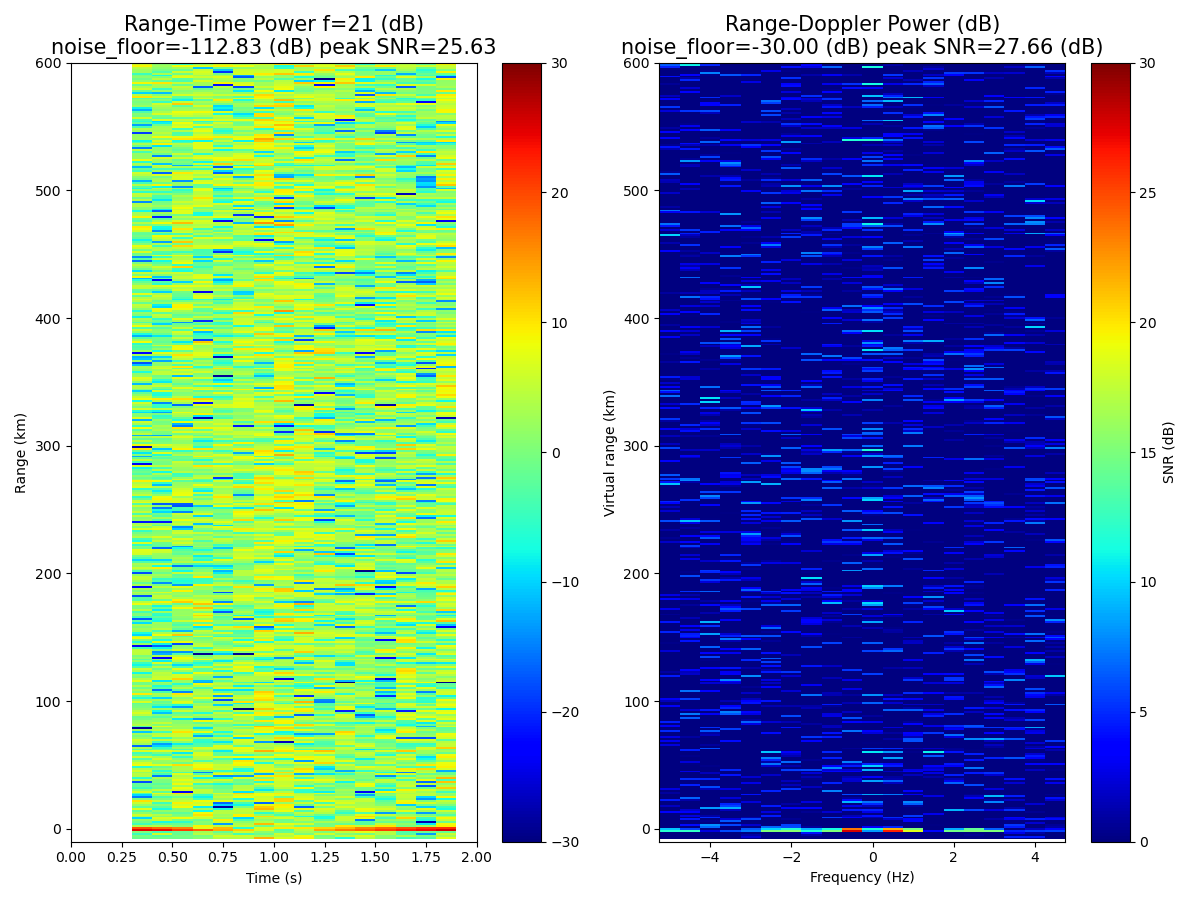 Range-Time Power f=21 (dB)
noise_floor=-112.83 (dB) peak SNR=25.63
Range-Doppler Power (dB)
noise_floor=-30.00 (dB) peak SNR=27.66 (dB)
600
500
400
300
200
100
0
Range (km)
0.00 0.25 0.50 0.75 1.00 1.25 1.50 1.75 2.00
Time (s)
30
20
10
0
−10
−20
−30
600
500
400
300
200
100
0
Virtual range (km)
−4 −2 0 2 4
Frequency (Hz)
30
25
20
15
10
5
0
SNR (dB)